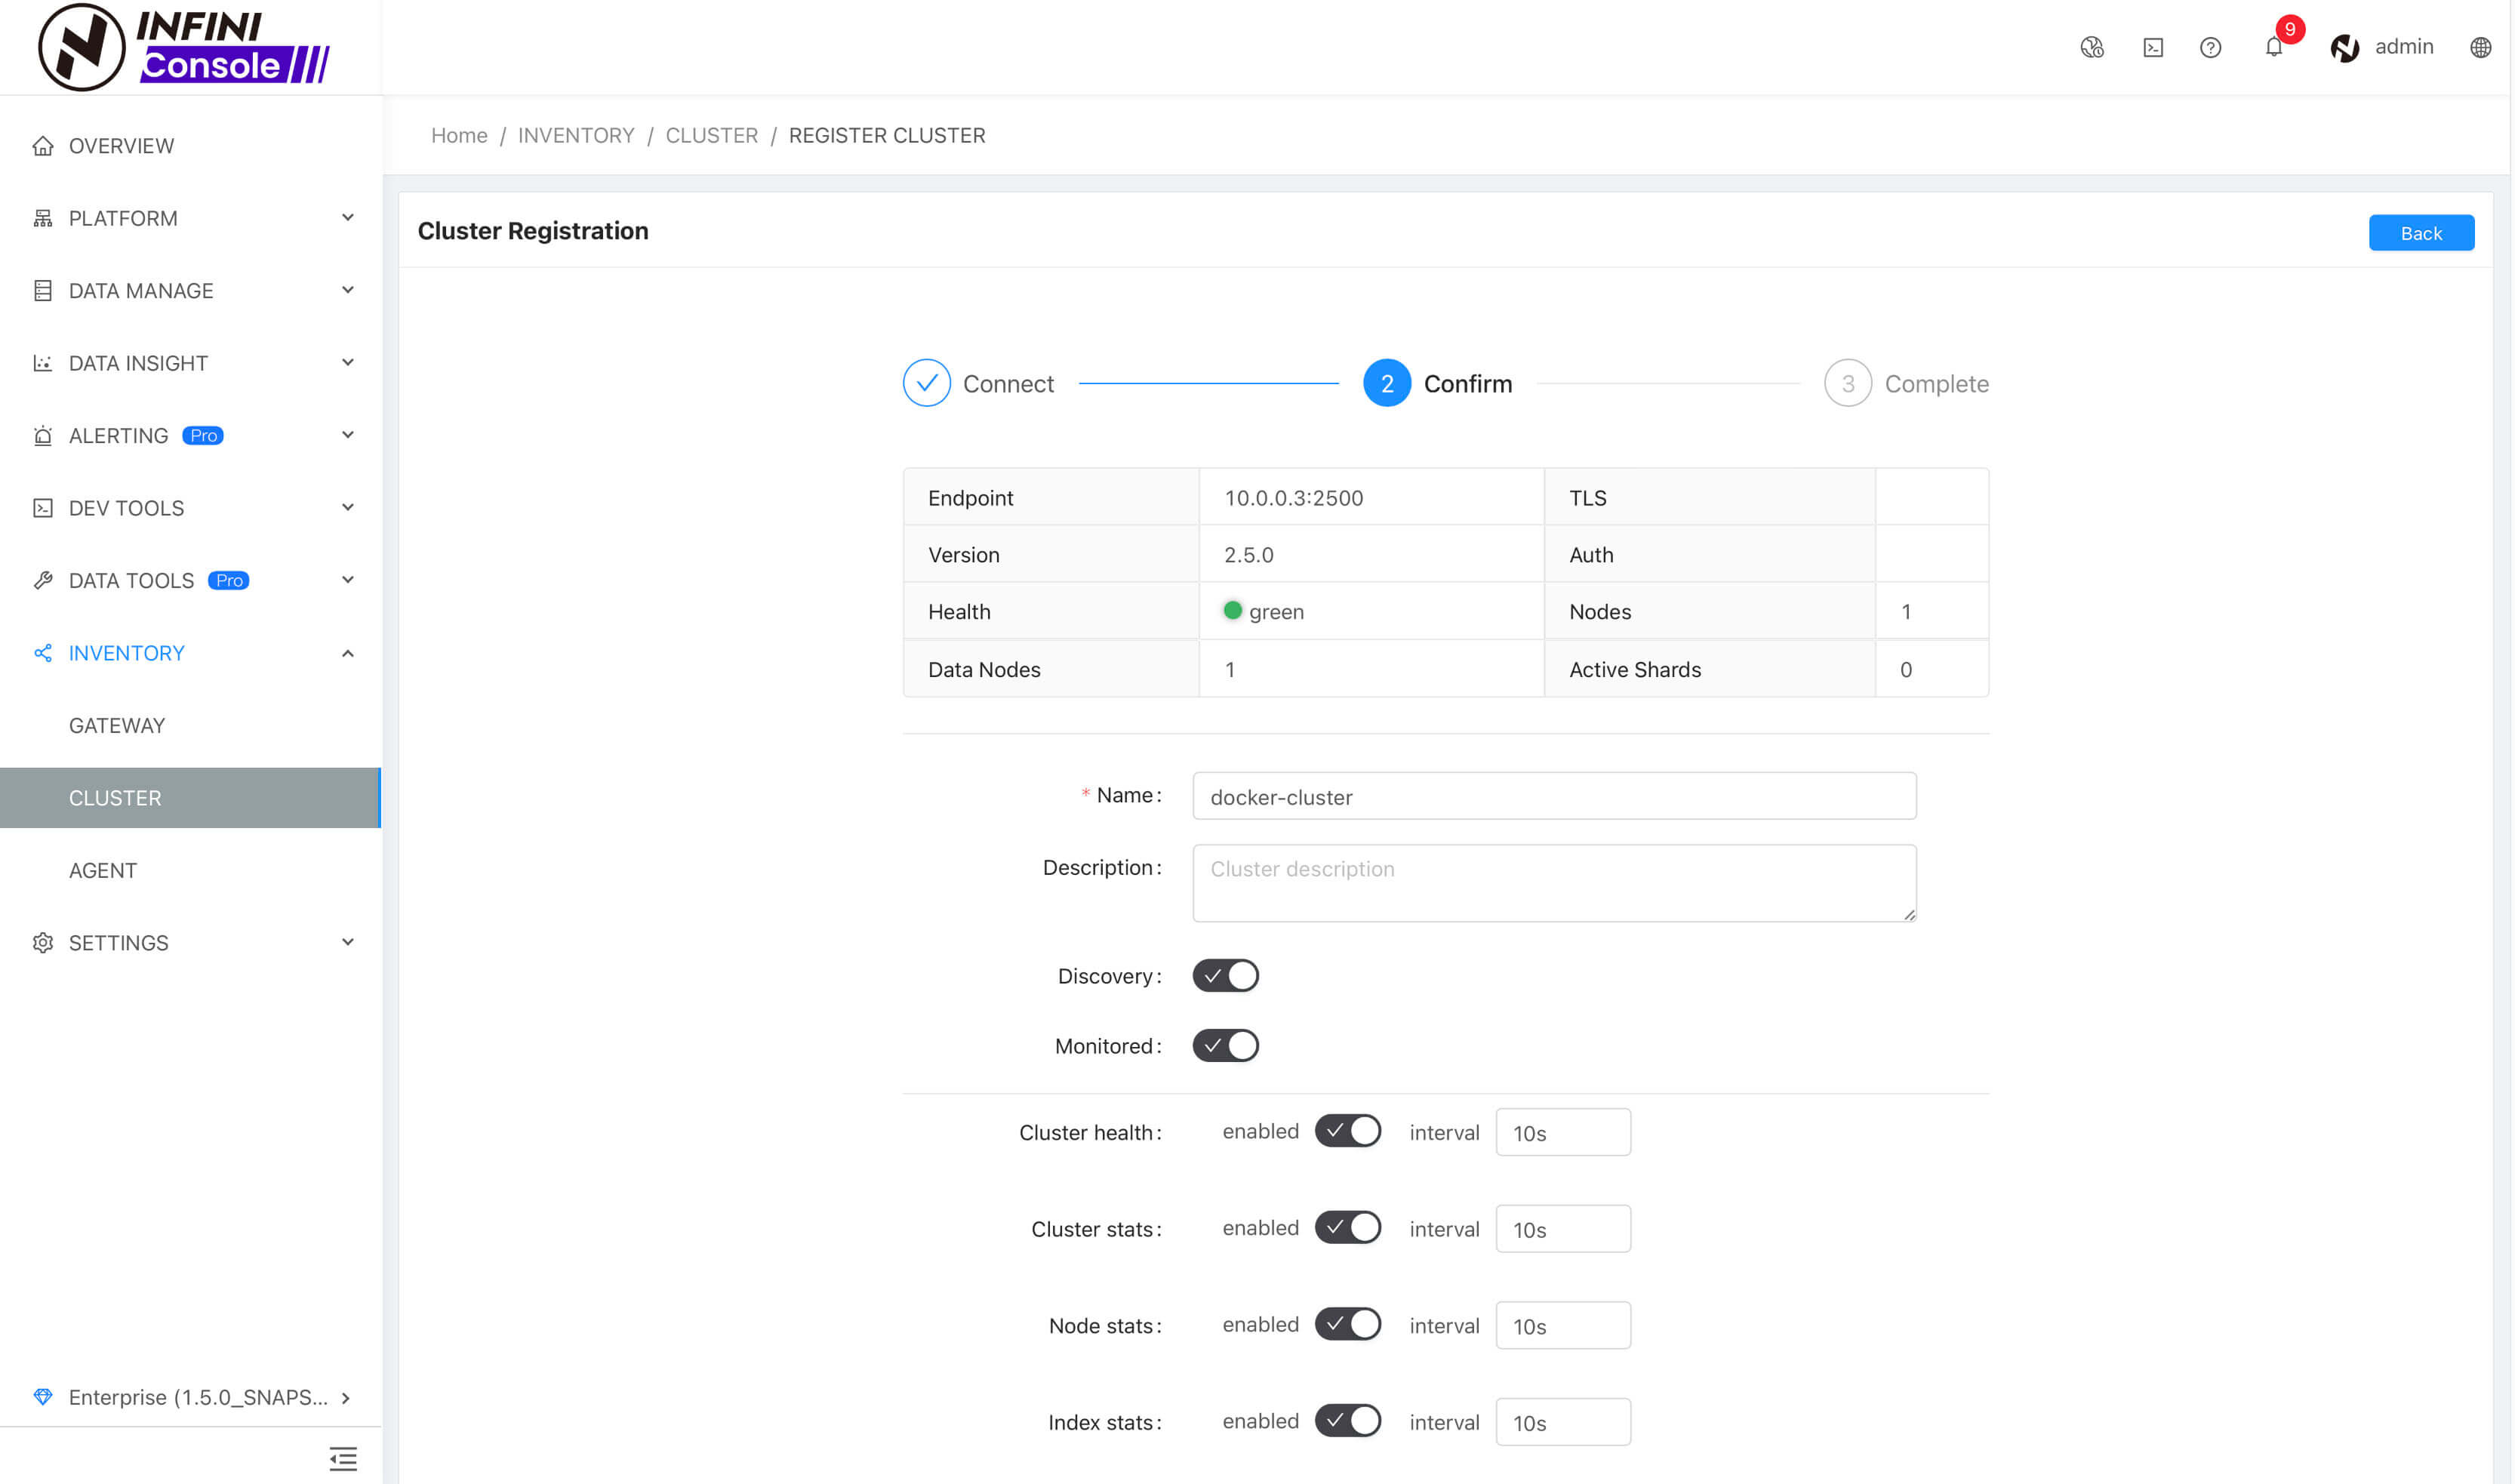 INFINI
Console
9
admin
OVERVIEW
PLATFORM
DATA MANAGE
DATA INSIGHT
ALERTING Pro
DEV TOOLS
DATA TOOLS Pro
INVENTORY
GATEWAY
CLUSTER
AGENT
SETTINGS
Enterprise (1.5.0_SNAPS...
Home / INVENTORY / CLUSTER / REGISTER CLUSTER
Cluster Registration
Back
Connect 2 Confirm 3 Complete
Endpoint 10.0.0.3:2500 TLS
Version 2.5.0 Auth
Health green Nodes 1
Data Nodes 1 Active Shards 0
* Name: docker-cluster
Description: Cluster description
Discovery:
Monitored:
Cluster health: enabled interval 10s
Cluster stats: enabled interval 10s
Node stats: enabled interval 10s
Index stats: enabled interval 10s